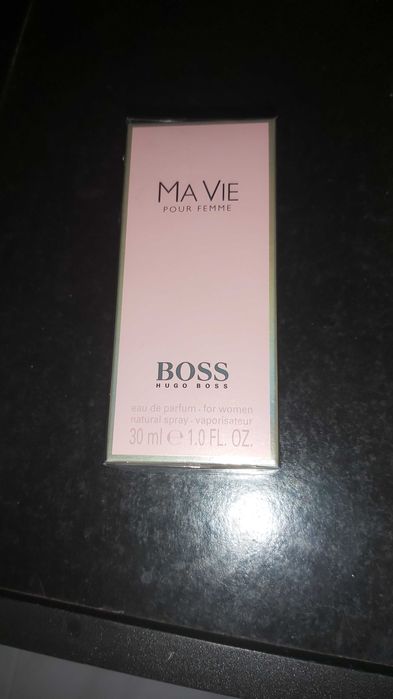 MA VIE
POUR FEMME
BOSS
HUGO BOSS
eau de parfum - for women
natural spray - vaporisateur
30 ml ℮ 1.0 FL. OZ.